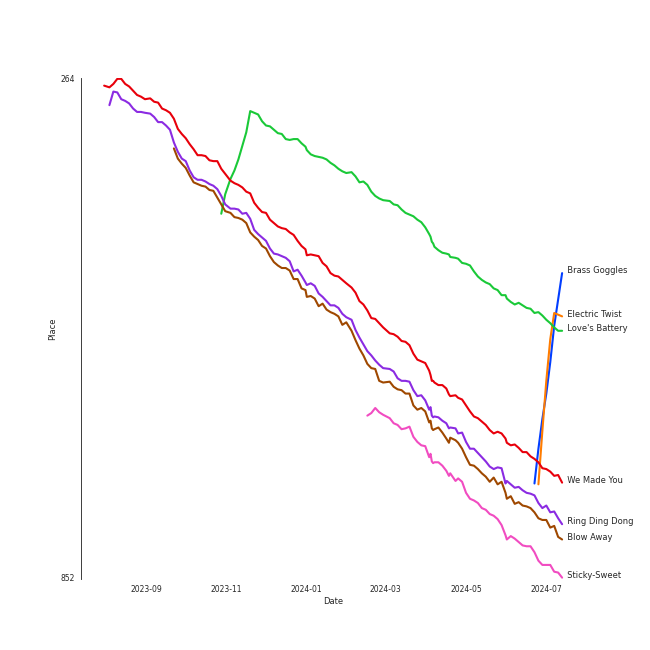 264
Brass Goggles
Electric Twist
Love's Battery
Place
We Made You
Ring Ding Dong
Blow Away
Sticky-Sweet
852
2023-09 2023-11 2024-01 2024-03 2024-05 2024-07
Date